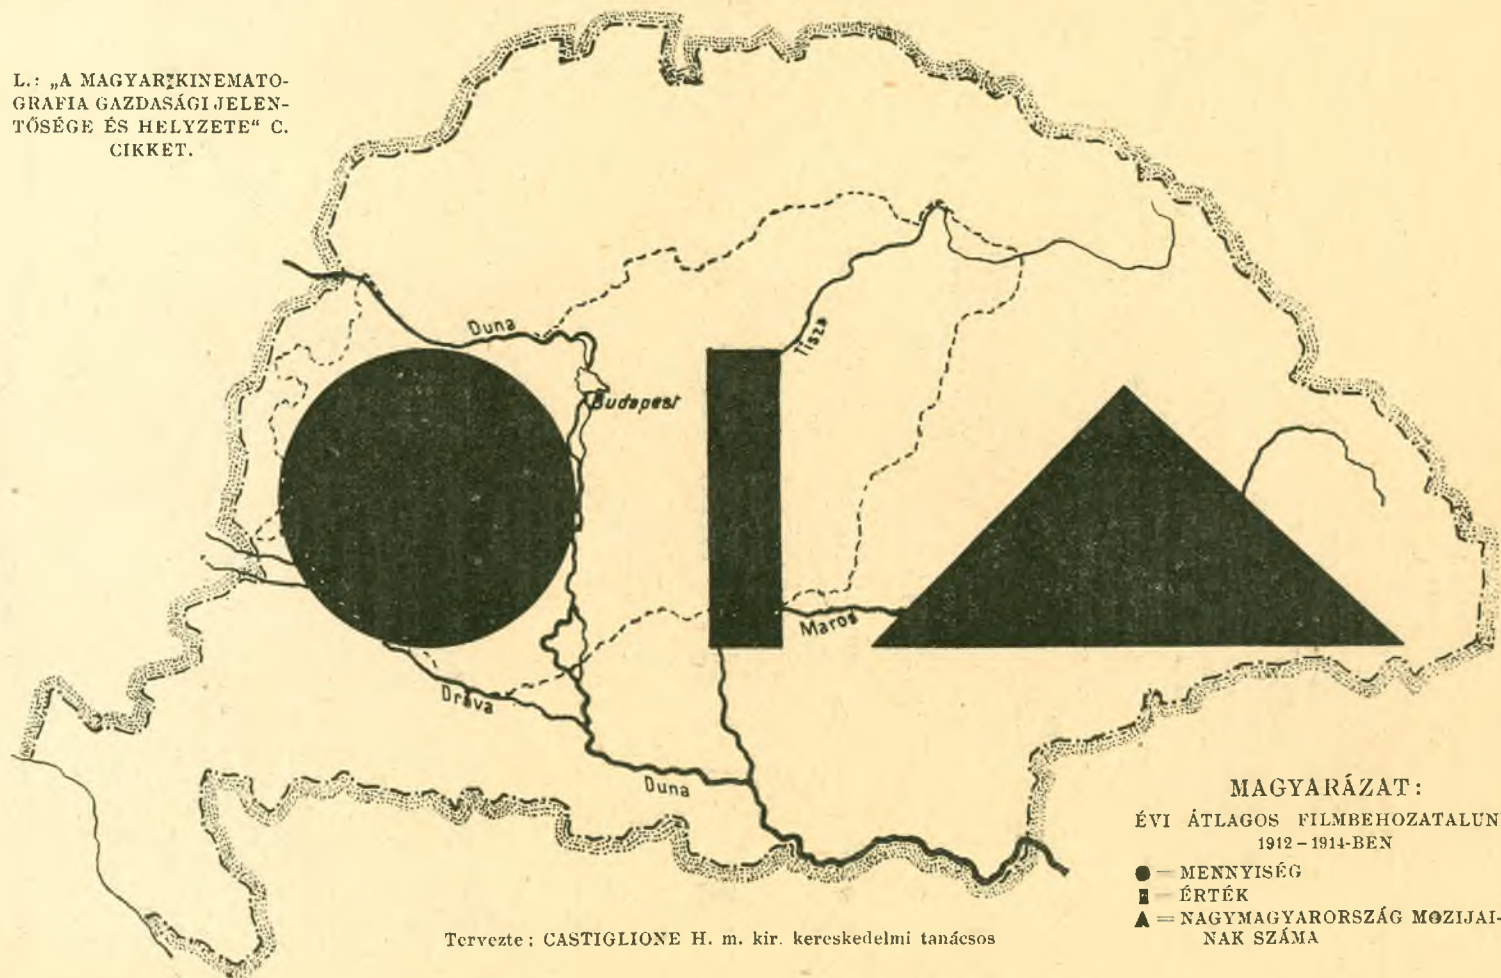 L.: „A MAGYAR KINEMATO-
GRAFIA GAZDASÁGI JELEN-
TŐSÉGE ÉS HELYZETE“ C.
CIKKET.
Duna
Tisza
Budapest
Maros
Dráva
Duna
MAGYARÁZAT:
ÉVI ÁTLAGOS FILMBEHOZATALUN
1912–1914-BEN
● = MENNYISÉG
▮ = ÉRTÉK
▲ = NAGYMAGYARORSZÁG MOZIJAI-
NAK SZÁMA
Tervezte: CASTIGLIONE H. m. kir. kereskedelmi tanácsos